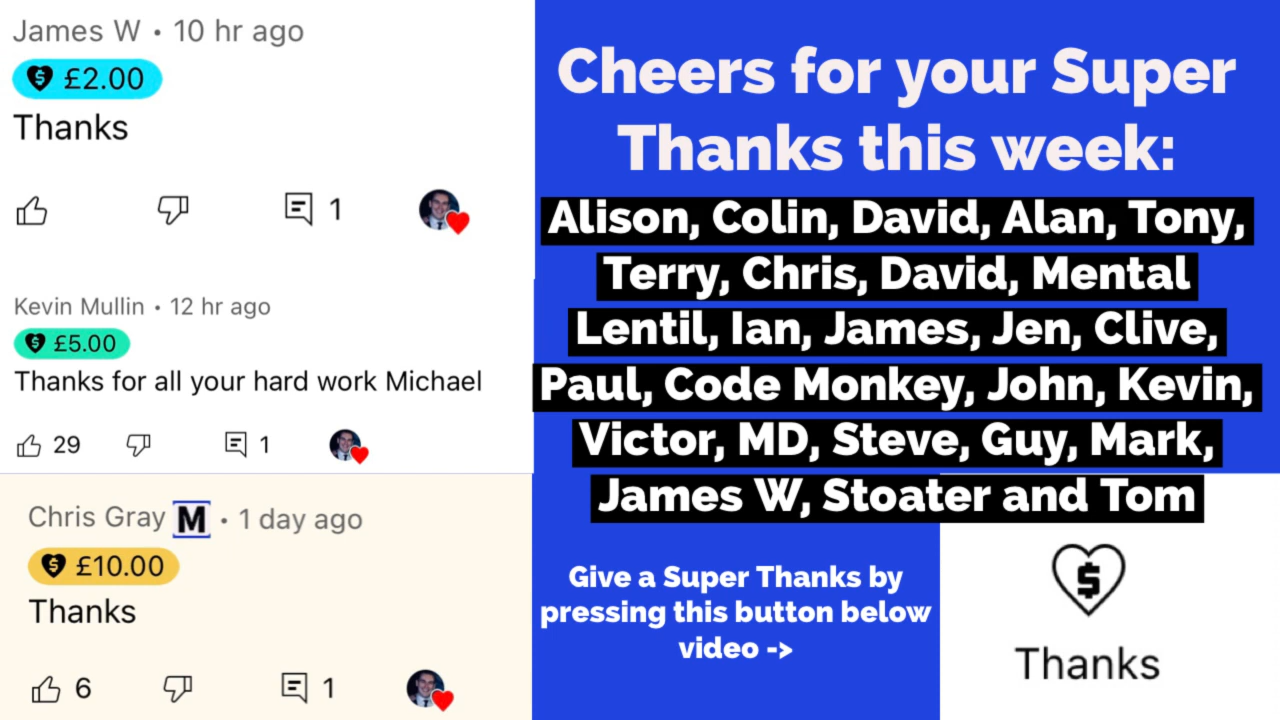 James W • 10 hr ago
£2.00
Thanks
1
Kevin Mullin • 12 hr ago
£5.00
Thanks for all your hard work Michael
29
1
Chris Gray M • 1 day ago
£10.00
Thanks
6
1
Cheers for your Super
Thanks this week:
Alison, Colin, David, Alan, Tony,
Terry, Chris, David, Mental
Lentil, Ian, James, Jen, Clive,
Paul, Code Monkey, John, Kevin,
Victor, MD, Steve, Guy, Mark,
James W, Stoater and Tom
Give a Super Thanks by
pressing this button below
video ->
$
Thanks